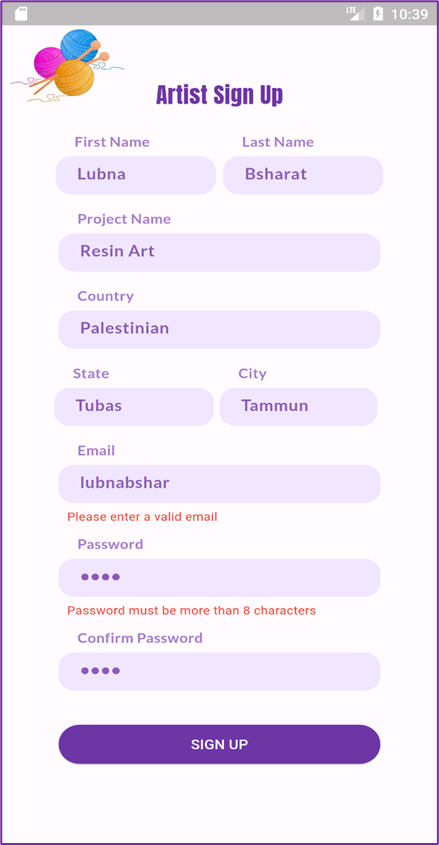 LTE 10:39
Artist Sign Up
First Name Last Name
Lubna Bsharat
Project Name
Resin Art
Country
Palestinian
State City
Tubas Tammun
Email
lubnabshar
Please enter a valid email
Password
••••
Password must be more than 8 characters
Confirm Password
••••
SIGN UP